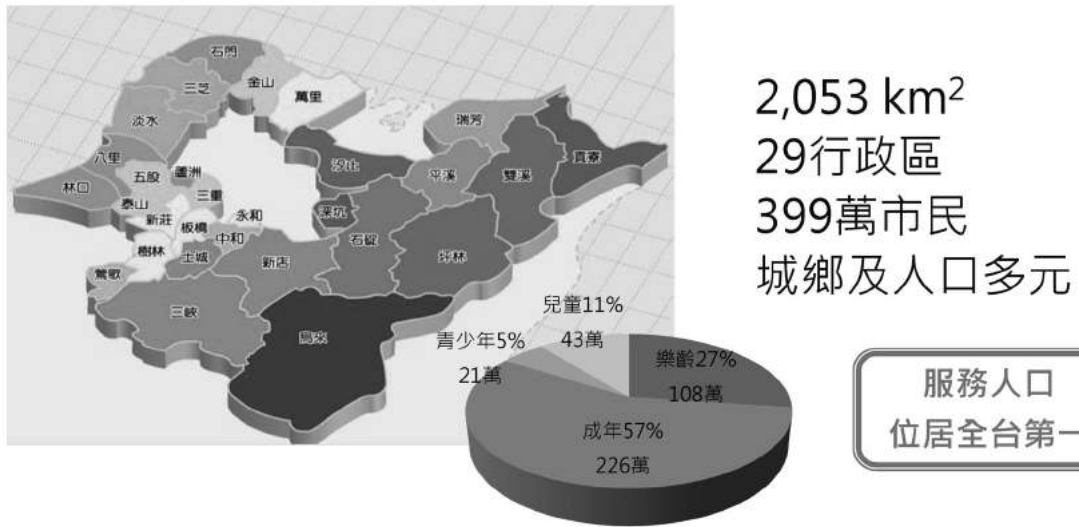 石門
三芝
金山
萬里
淡水
瑞芳
八里
汐止
貢寮
五股
蘆洲
平溪
雙溪
林口
三重
泰山
深坑
新莊
永和
板橋
中和
石碇
樹林
土城
新店
坪林
鶯歌
三峽
烏來
2,053 km²
29行政區
399萬市民
城鄉及人口多元
兒童11%
43萬
青少年5%
21萬
樂齡27%
108萬
成年57%
226萬
服務人口
位居全台第一